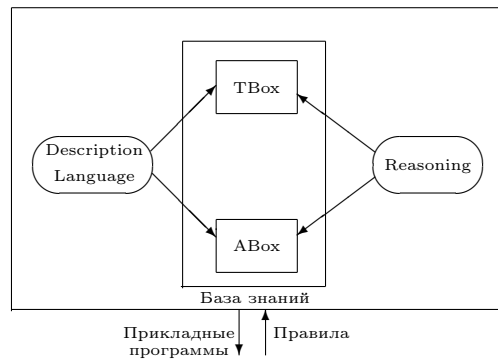 TBox
Description
Language
Reasoning
ABox
База знаний
Прикладные
программы
Правила